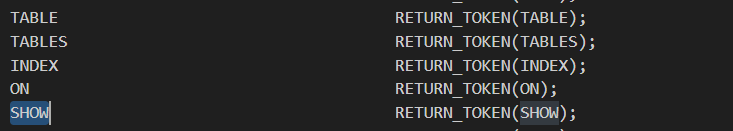 TABLE RETURN_TOKEN(TABLE);
TABLES RETURN_TOKEN(TABLES);
INDEX RETURN_TOKEN(INDEX);
ON RETURN_TOKEN(ON);
SHOW RETURN_TOKEN(SHOW);